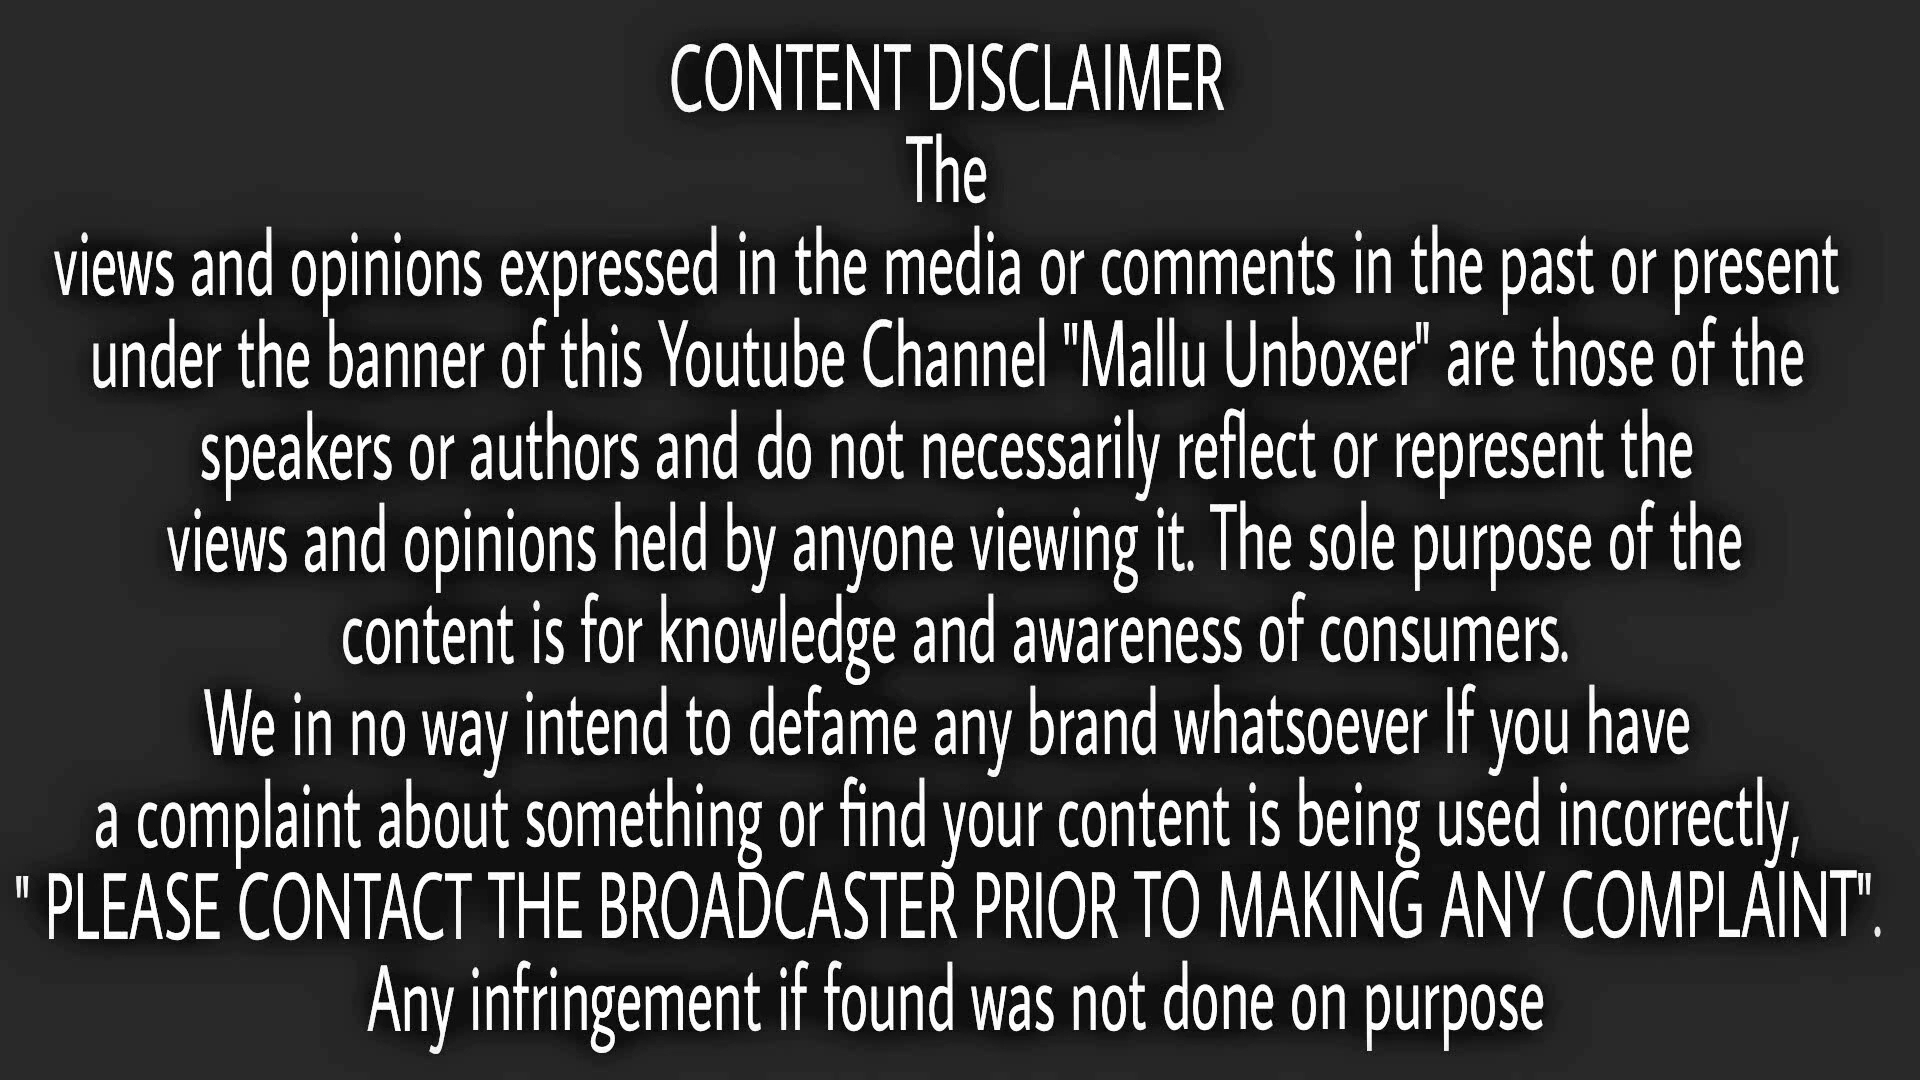 CONTENT DISCLAIMER
The
views and opinions expressed in the media or comments in the past or present
under the banner of this Youtube Channel "Mallu Unboxer" are those of the
speakers or authors and do not necessarily reflect or represent the
views and opinions held by anyone viewing it. The sole purpose of the
content is for knowledge and awareness of consumers.
We in no way intend to defame any brand whatsoever If you have
a complaint about something or find your content is being used incorrectly,
" PLEASE CONTACT THE BROADCASTER PRIOR TO MAKING ANY COMPLAINT".
Any infringement if found was not done on purpose